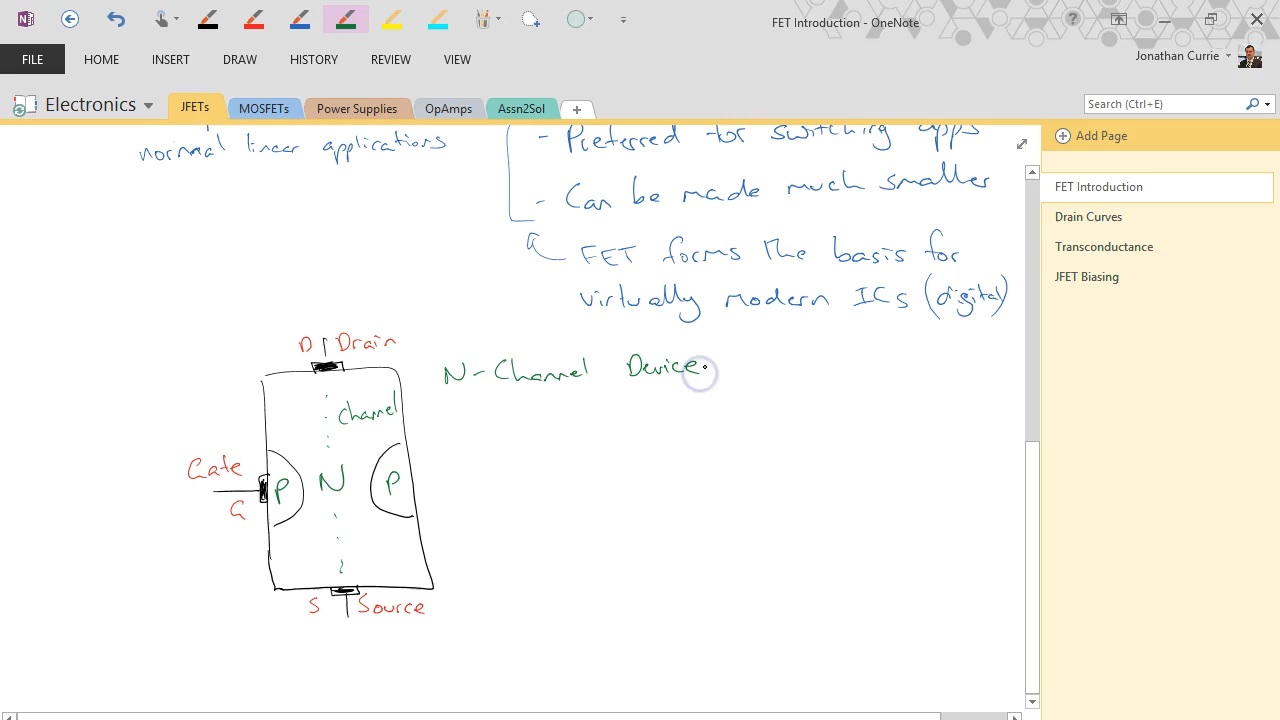 FET Introduction - OneNote
Jonathan Currie
FILE HOME INSERT DRAW HISTORY REVIEW VIEW
Electronics JFETs MOSFETs Power Supplies OpAmps Assn2Sol
Search (Ctrl+E)
Add Page
FET Introduction
Drain Curves
Transconductance
JFET Biasing
normal linear applications
- Preferred for switching apps
- Can be made much smaller
FET forms the basis for
virtually modern ICs (digital)
D Drain
N-Channel Device
channel
Gate
P N P
G
S Source